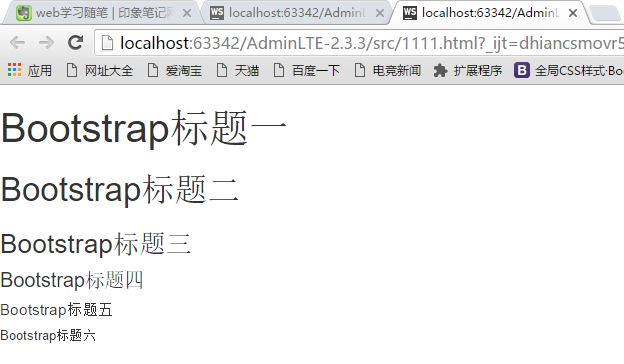 web学习随笔 | 印象笔记网
localhost:63342/Admin
localhost:63342/Admin
localhost:63342/AdminLTE-2.3.3/src/1111.html?_ijt=dhiancsmovr5
应用 网址大全 爱淘宝 天猫 百度一下 电竞新闻 扩展程序 全局CSS样式·Bo
Bootstrap标题一
Bootstrap标题二
Bootstrap标题三
Bootstrap标题四
Bootstrap标题五
Bootstrap标题六